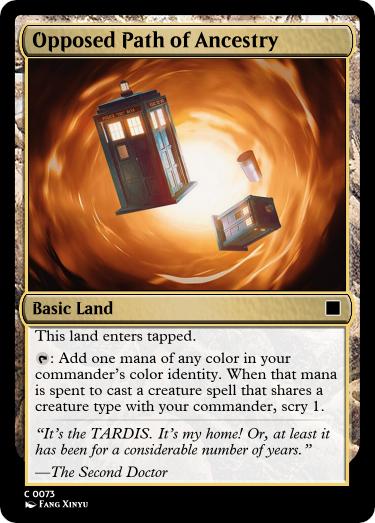 Opposed Path of Ancestry
Basic Land
This land enters tapped.
: Add one mana of any color in your
commander's color identity. When that mana
is spent to cast a creature spell that shares a
creature type with your commander, scry 1.
"It's the TARDIS. It's my home! Or, at least it
has been for a considerable number of years."
—The Second Doctor
C 0073
Fang Xinyu